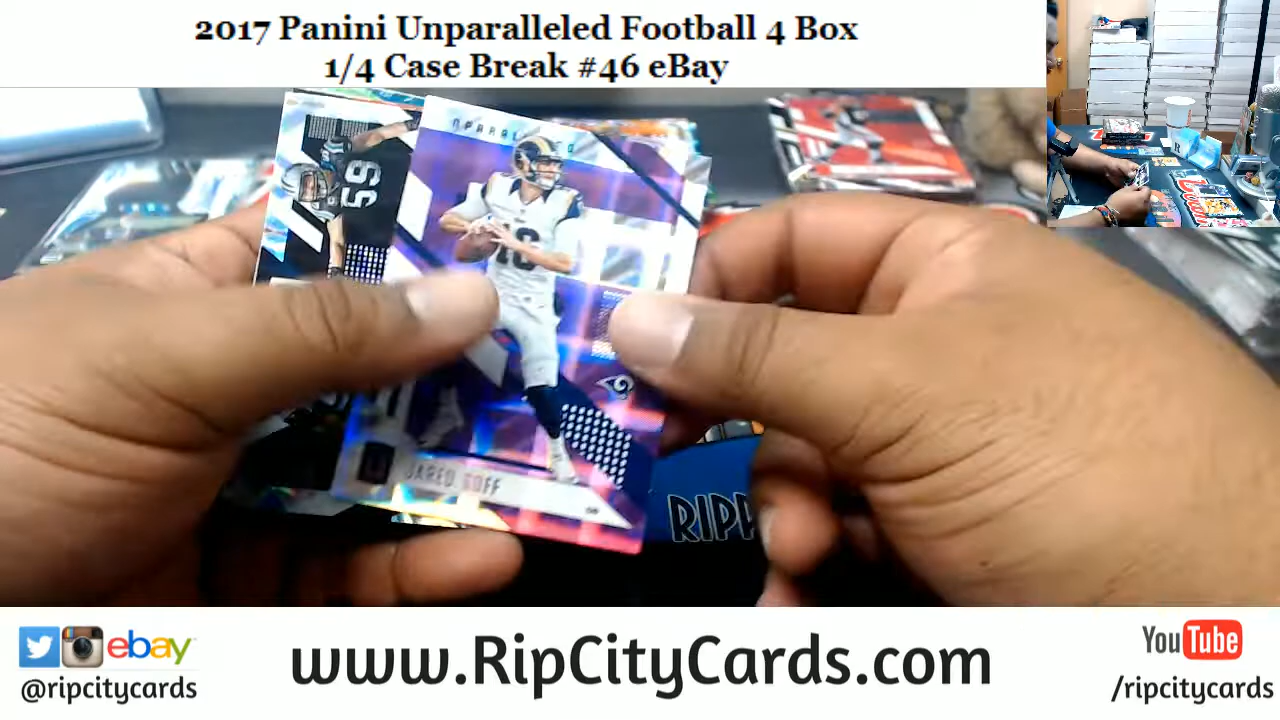 2017 Panini Unparalleled Football 4 Box
1/4 Case Break #46 eBay
59
16
JARED GOFF
RIPP
ebay
@ripcitycards
www.RipCityCards.com
YouTube
/ripcitycards